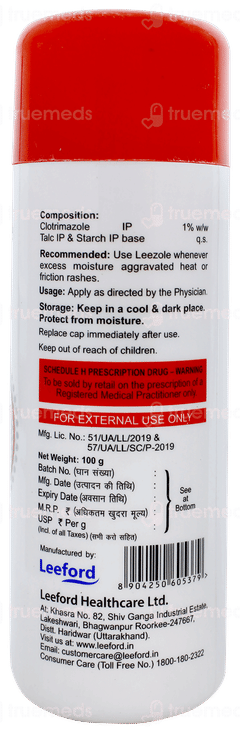 truemeds
Composition:
Clotrimazole IP 1% w/w
Talc IP & Starch IP base q.s.
Recommended: Use Leezole whenever
excess moisture aggravated heat or
friction rashes.
Usage: Apply as directed by the Physician.
Storage: Keep in a cool & dark place.
Protect from moisture.
Replace cap immediately after use.
Keep out of reach of children.
SCHEDULE H PRESCRIPTION DRUG – WARNING
To be sold by retail on the prescription of a
Registered Medical Practitioner only
FOR EXTERNAL USE ONLY
Mfg. Lic. No.: 51/UA/LL/2019 &
57/UA/LL/SC/P-2019
Net Weight: 100 g
Batch No. (घान संख्या) :
Mfg. Date (उत्पादन की तिथि) :
Expiry Date (अवसान तिथि) :
M.R.P. ₹ (अधिकतम खुदरा मूल्य) :
USP ₹ Per g :
(Incl. of all Taxes) (सभी करों सहित)
See
at
Bottom
Manufactured by:
Leeford
8 904250 605379
Leeford Healthcare Ltd.
At: Khasra No. 82, Shiv Ganga Industrial Estate,
Lakeshwari, Bhagwanpur Roorkee-247667,
Distt. Haridwar (Uttarakhand).
Visit us at: www.leeford.in
Email: customercare@leeford.in
Consumer Care (Toll Free No.) 1800-180-2322